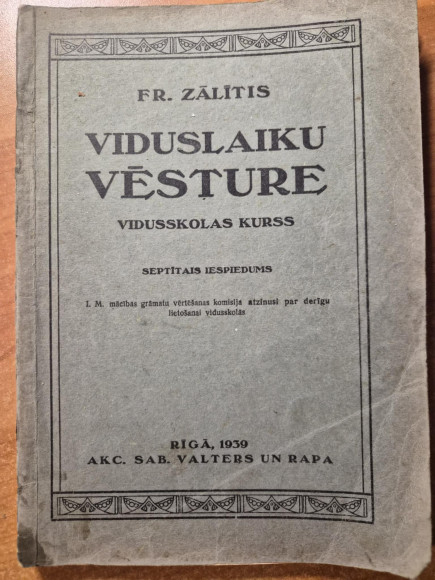 FR. ZĀLĪTIS
VIDUSLAIKU
VĒSTURE
VIDUSSKOLAS KURSS
SEPTĪTAIS IESPIEDUMS
I. M. mācības grāmatu vērtēšanas komisija atzinusi par derīgu
lietošanai vidusskolās
RĪGĀ, 1939
AKC. SAB. VALTERS UN RAPA